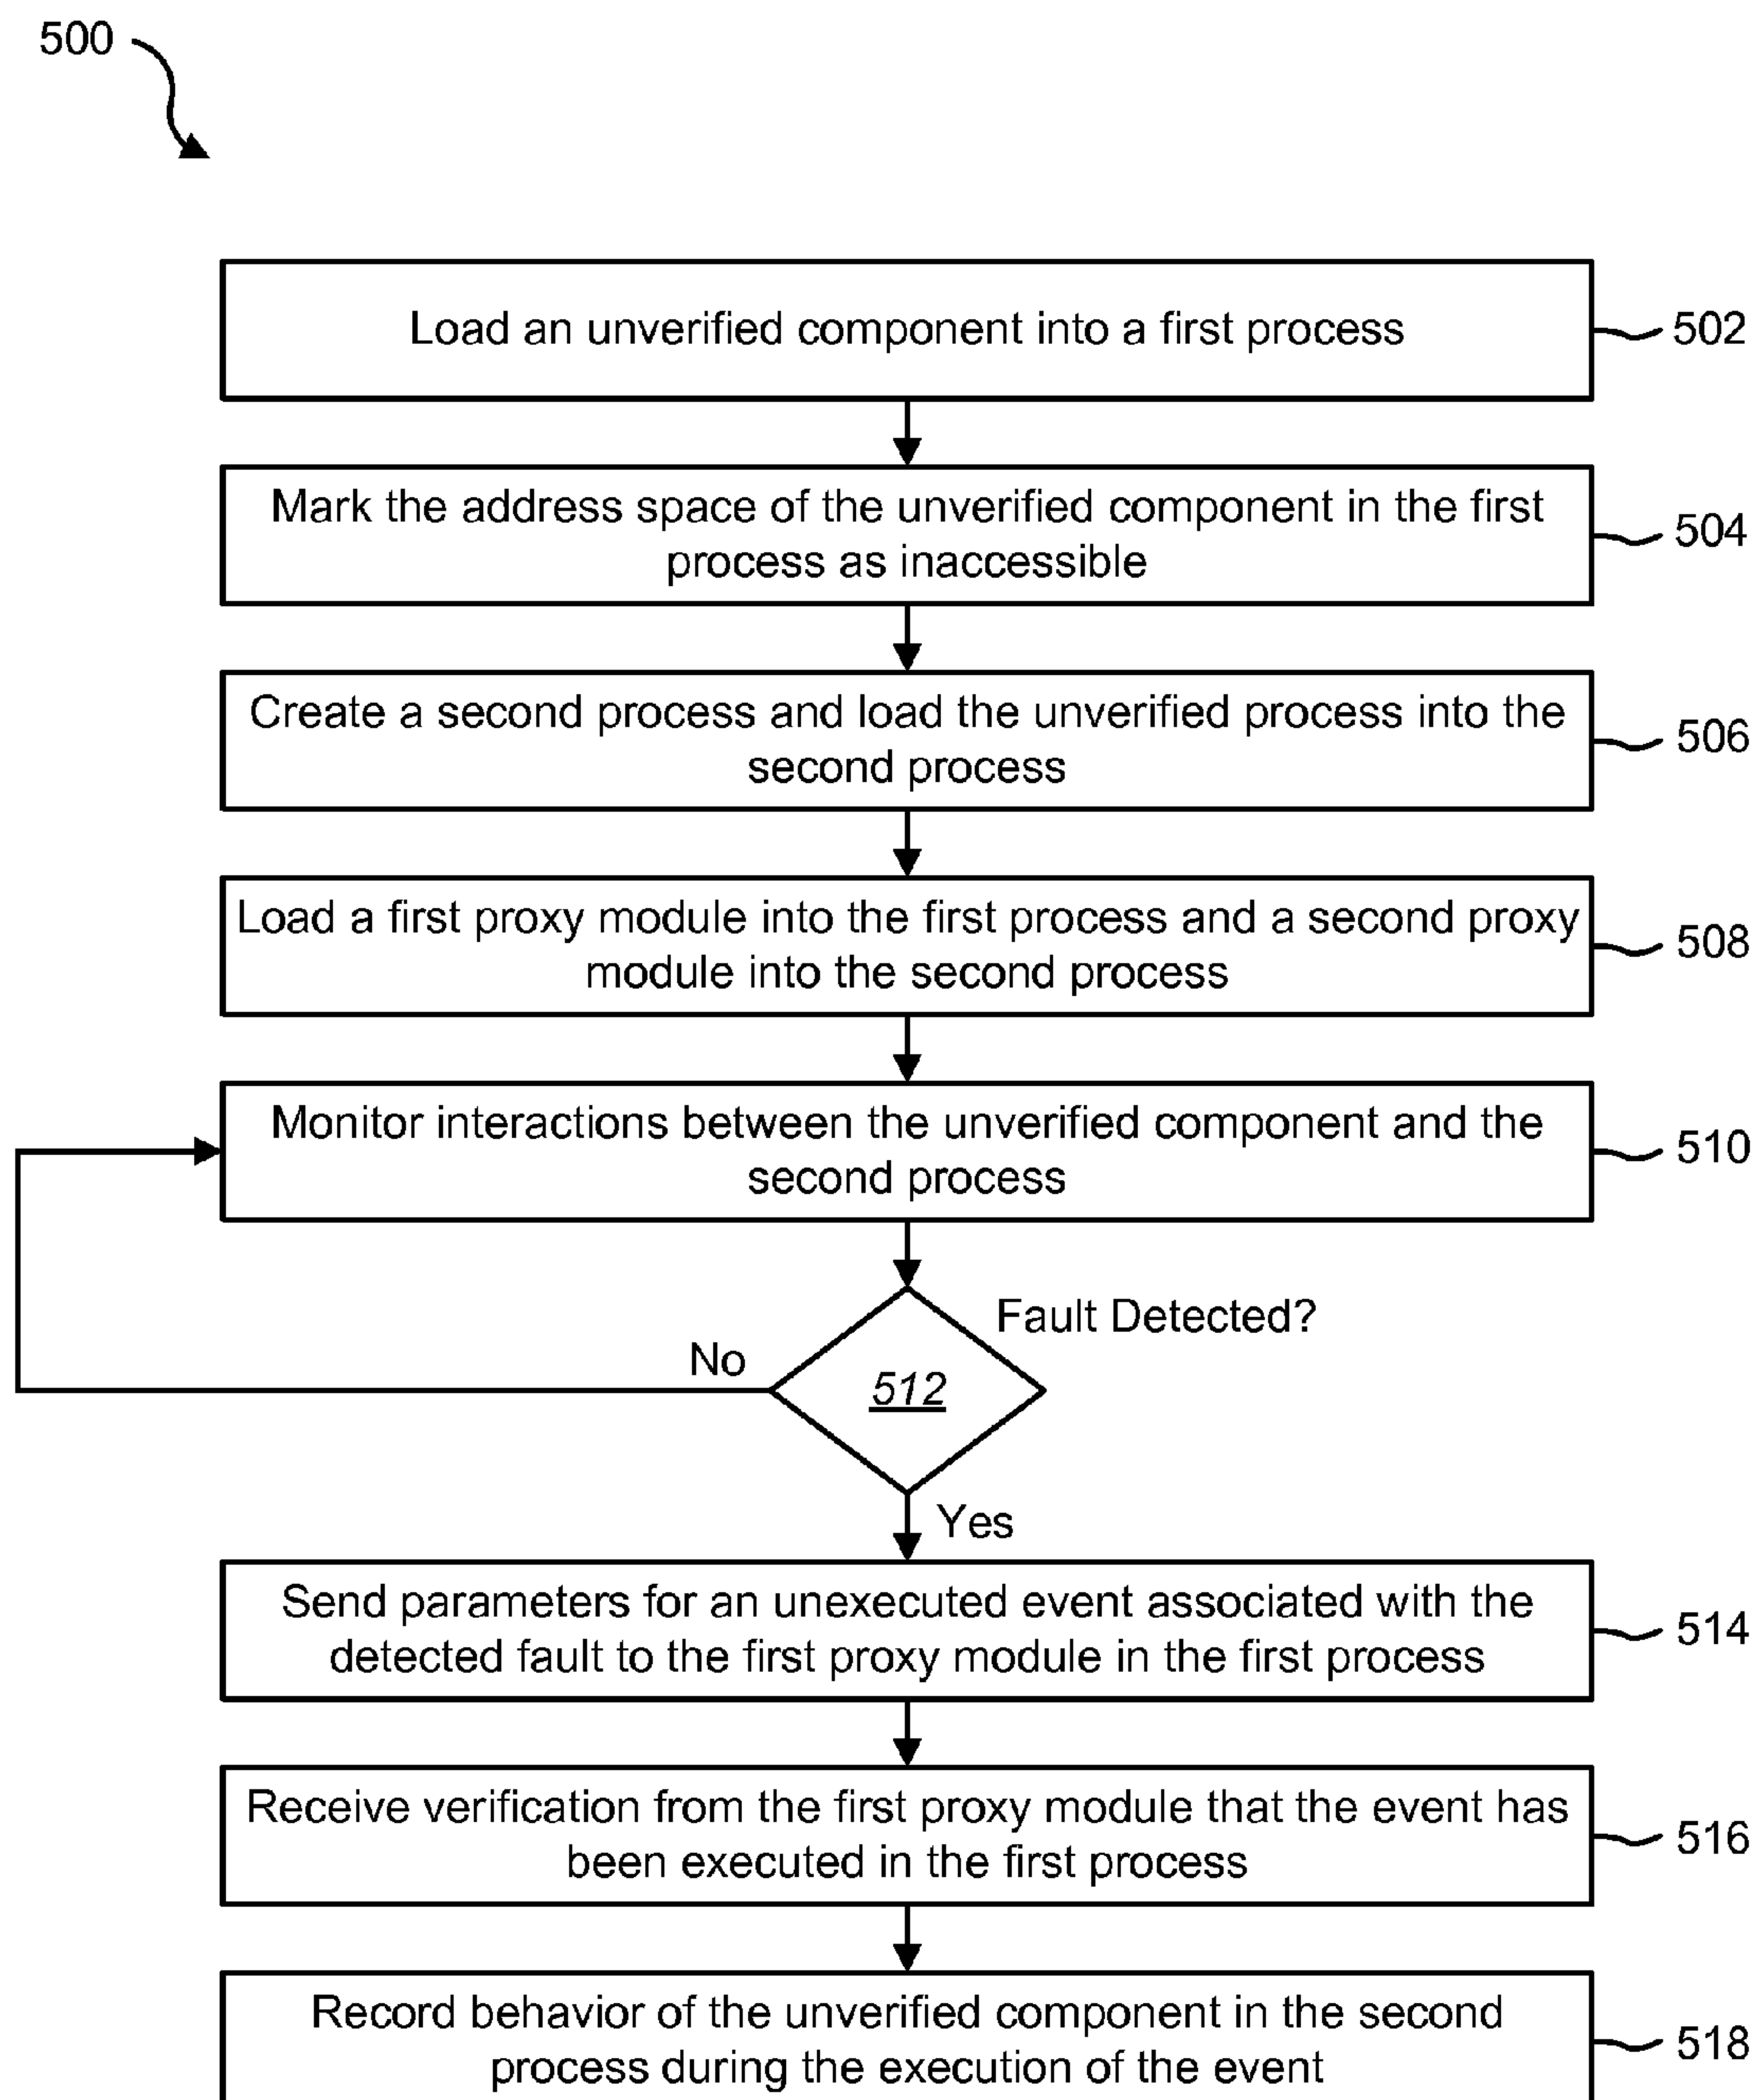 500
Load an unverified component into a first process
502
Mark the address space of the unverified component in the first
process as inaccessible
504
Create a second process and load the unverified process into the
second process
506
Load a first proxy module into the first process and a second proxy
module into the second process
508
Monitor interactions between the unverified component and the
second process
510
Fault Detected?
No
512
Yes
Send parameters for an unexecuted event associated with the
detected fault to the first proxy module in the first process
514
Receive verification from the first proxy module that the event has
been executed in the first process
516
Record behavior of the unverified component in the second
process during the execution of the event
518